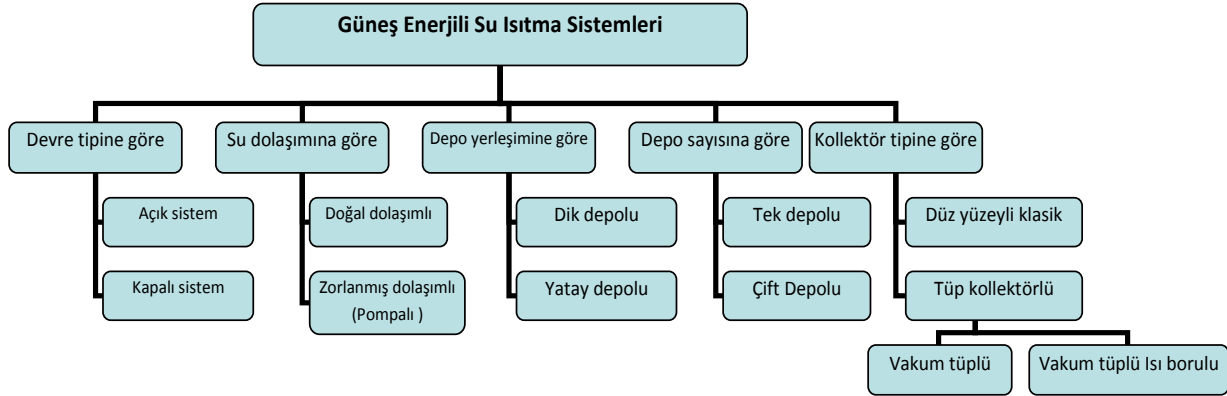 Güneş Enerjili Su Isıtma Sistemleri
Devre tipine göre
Su dolaşımına göre
Depo yerleşimine göre
Depo sayısına göre
Kollektör tipine göre
Açık sistem
Doğal dolaşımlı
Dik depolu
Tek depolu
Düz yüzeyli klasik
Kapalı sistem
Zorlanmış dolaşımlı
(Pompalı )
Yatay depolu
Çift Depolu
Tüp kollektörlü
Vakum tüplü
Vakum tüplü Isı borulu